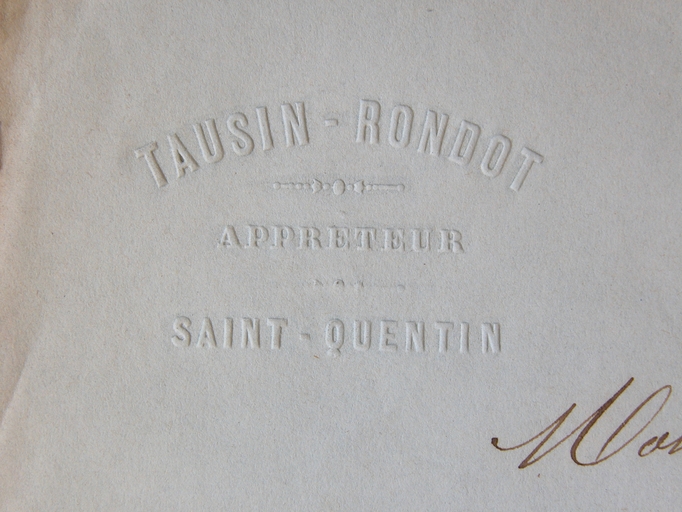 TAUSIN - RONDOT
APPRETEUR
SAINT - QUENTIN